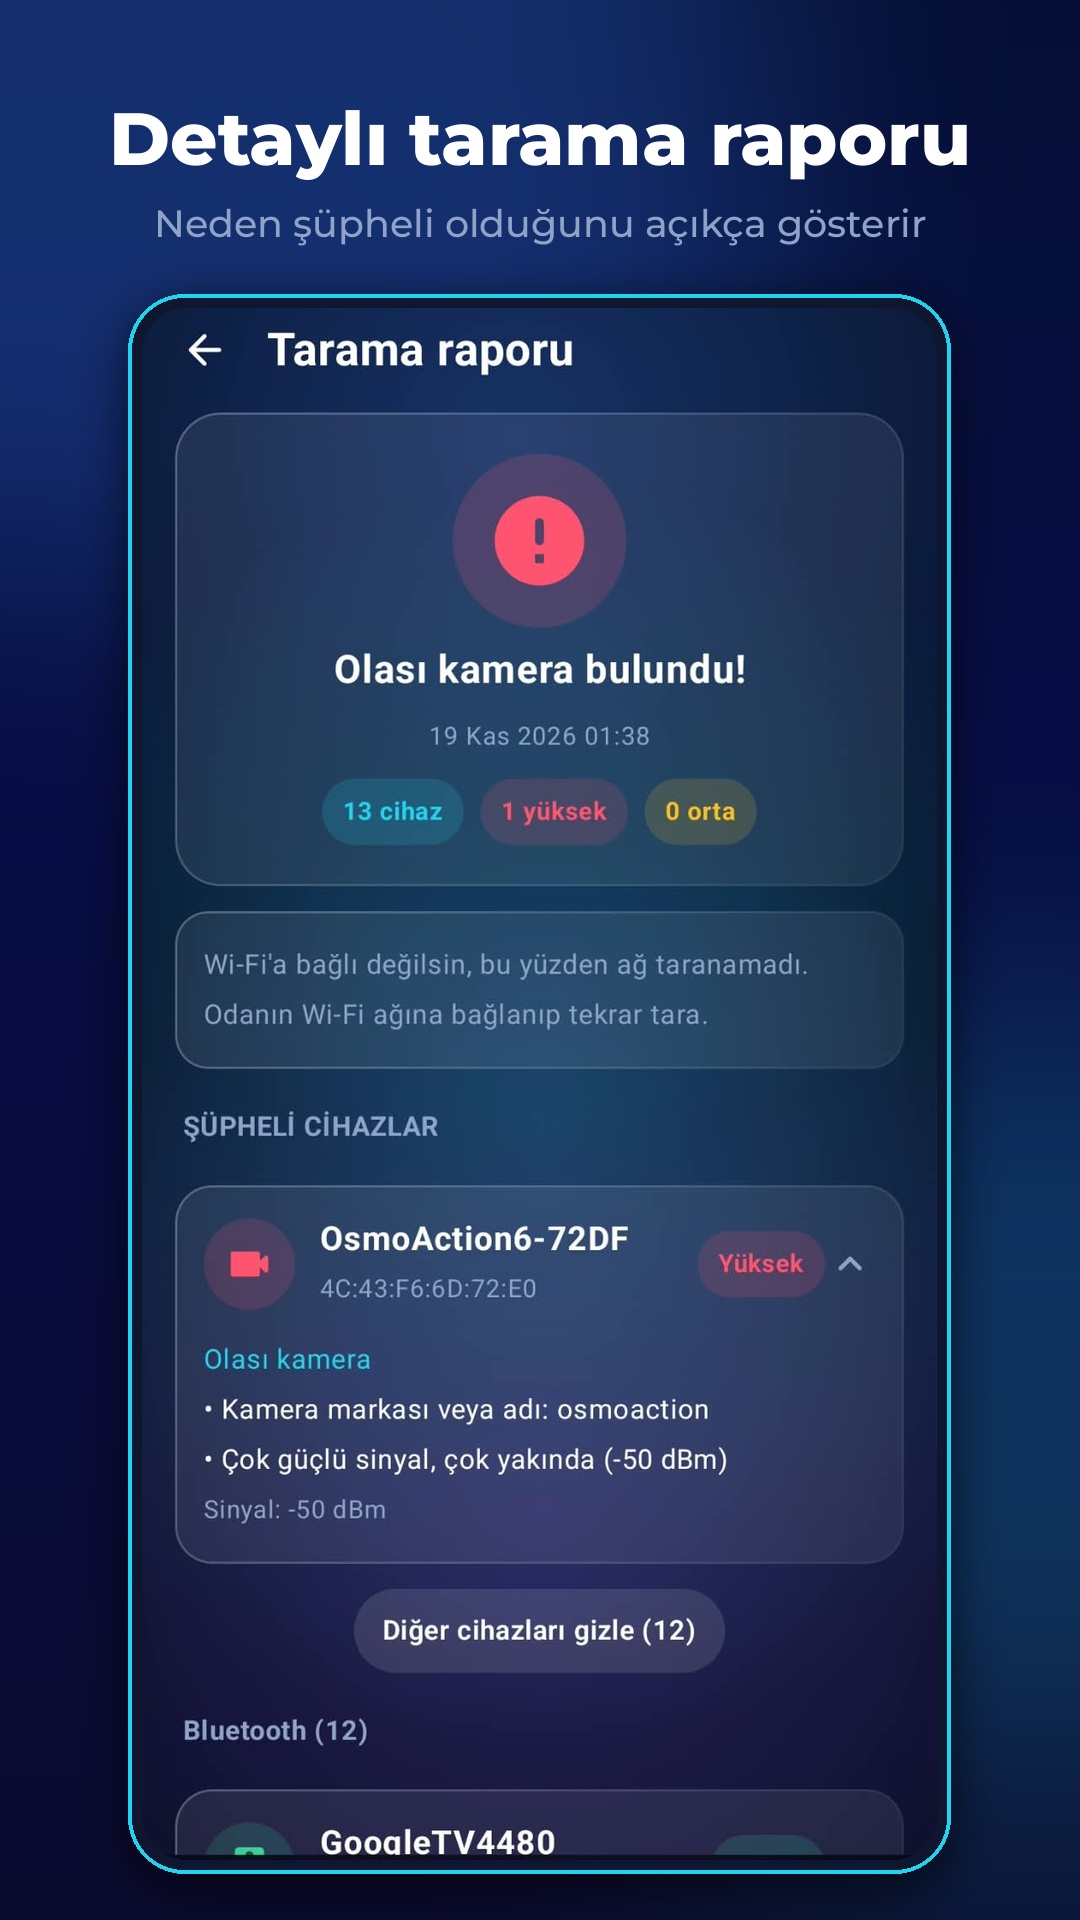 Detaylı tarama raporu
Neden şüpheli olduğunu açıkça gösterir
Tarama raporu
Olası kamera bulundu!
19 Kas 2026 01:38
13 cihaz
1 yüksek
0 orta
Wi-Fi'a bağlı değilsin, bu yüzden ağ taranamadı.
Odanın Wi-Fi ağına bağlanıp tekrar tara.
ŞÜPHELİ CİHAZLAR
OsmoAction6-72DF
Yüksek
4C:43:F6:6D:72:E0
Olası kamera
• Kamera markası veya adı: osmoaction
• Çok güçlü sinyal, çok yakında (-50 dBm)
Sinyal: -50 dBm
Diğer cihazları gizle (12)
Bluetooth (12)
GoogleTV4480